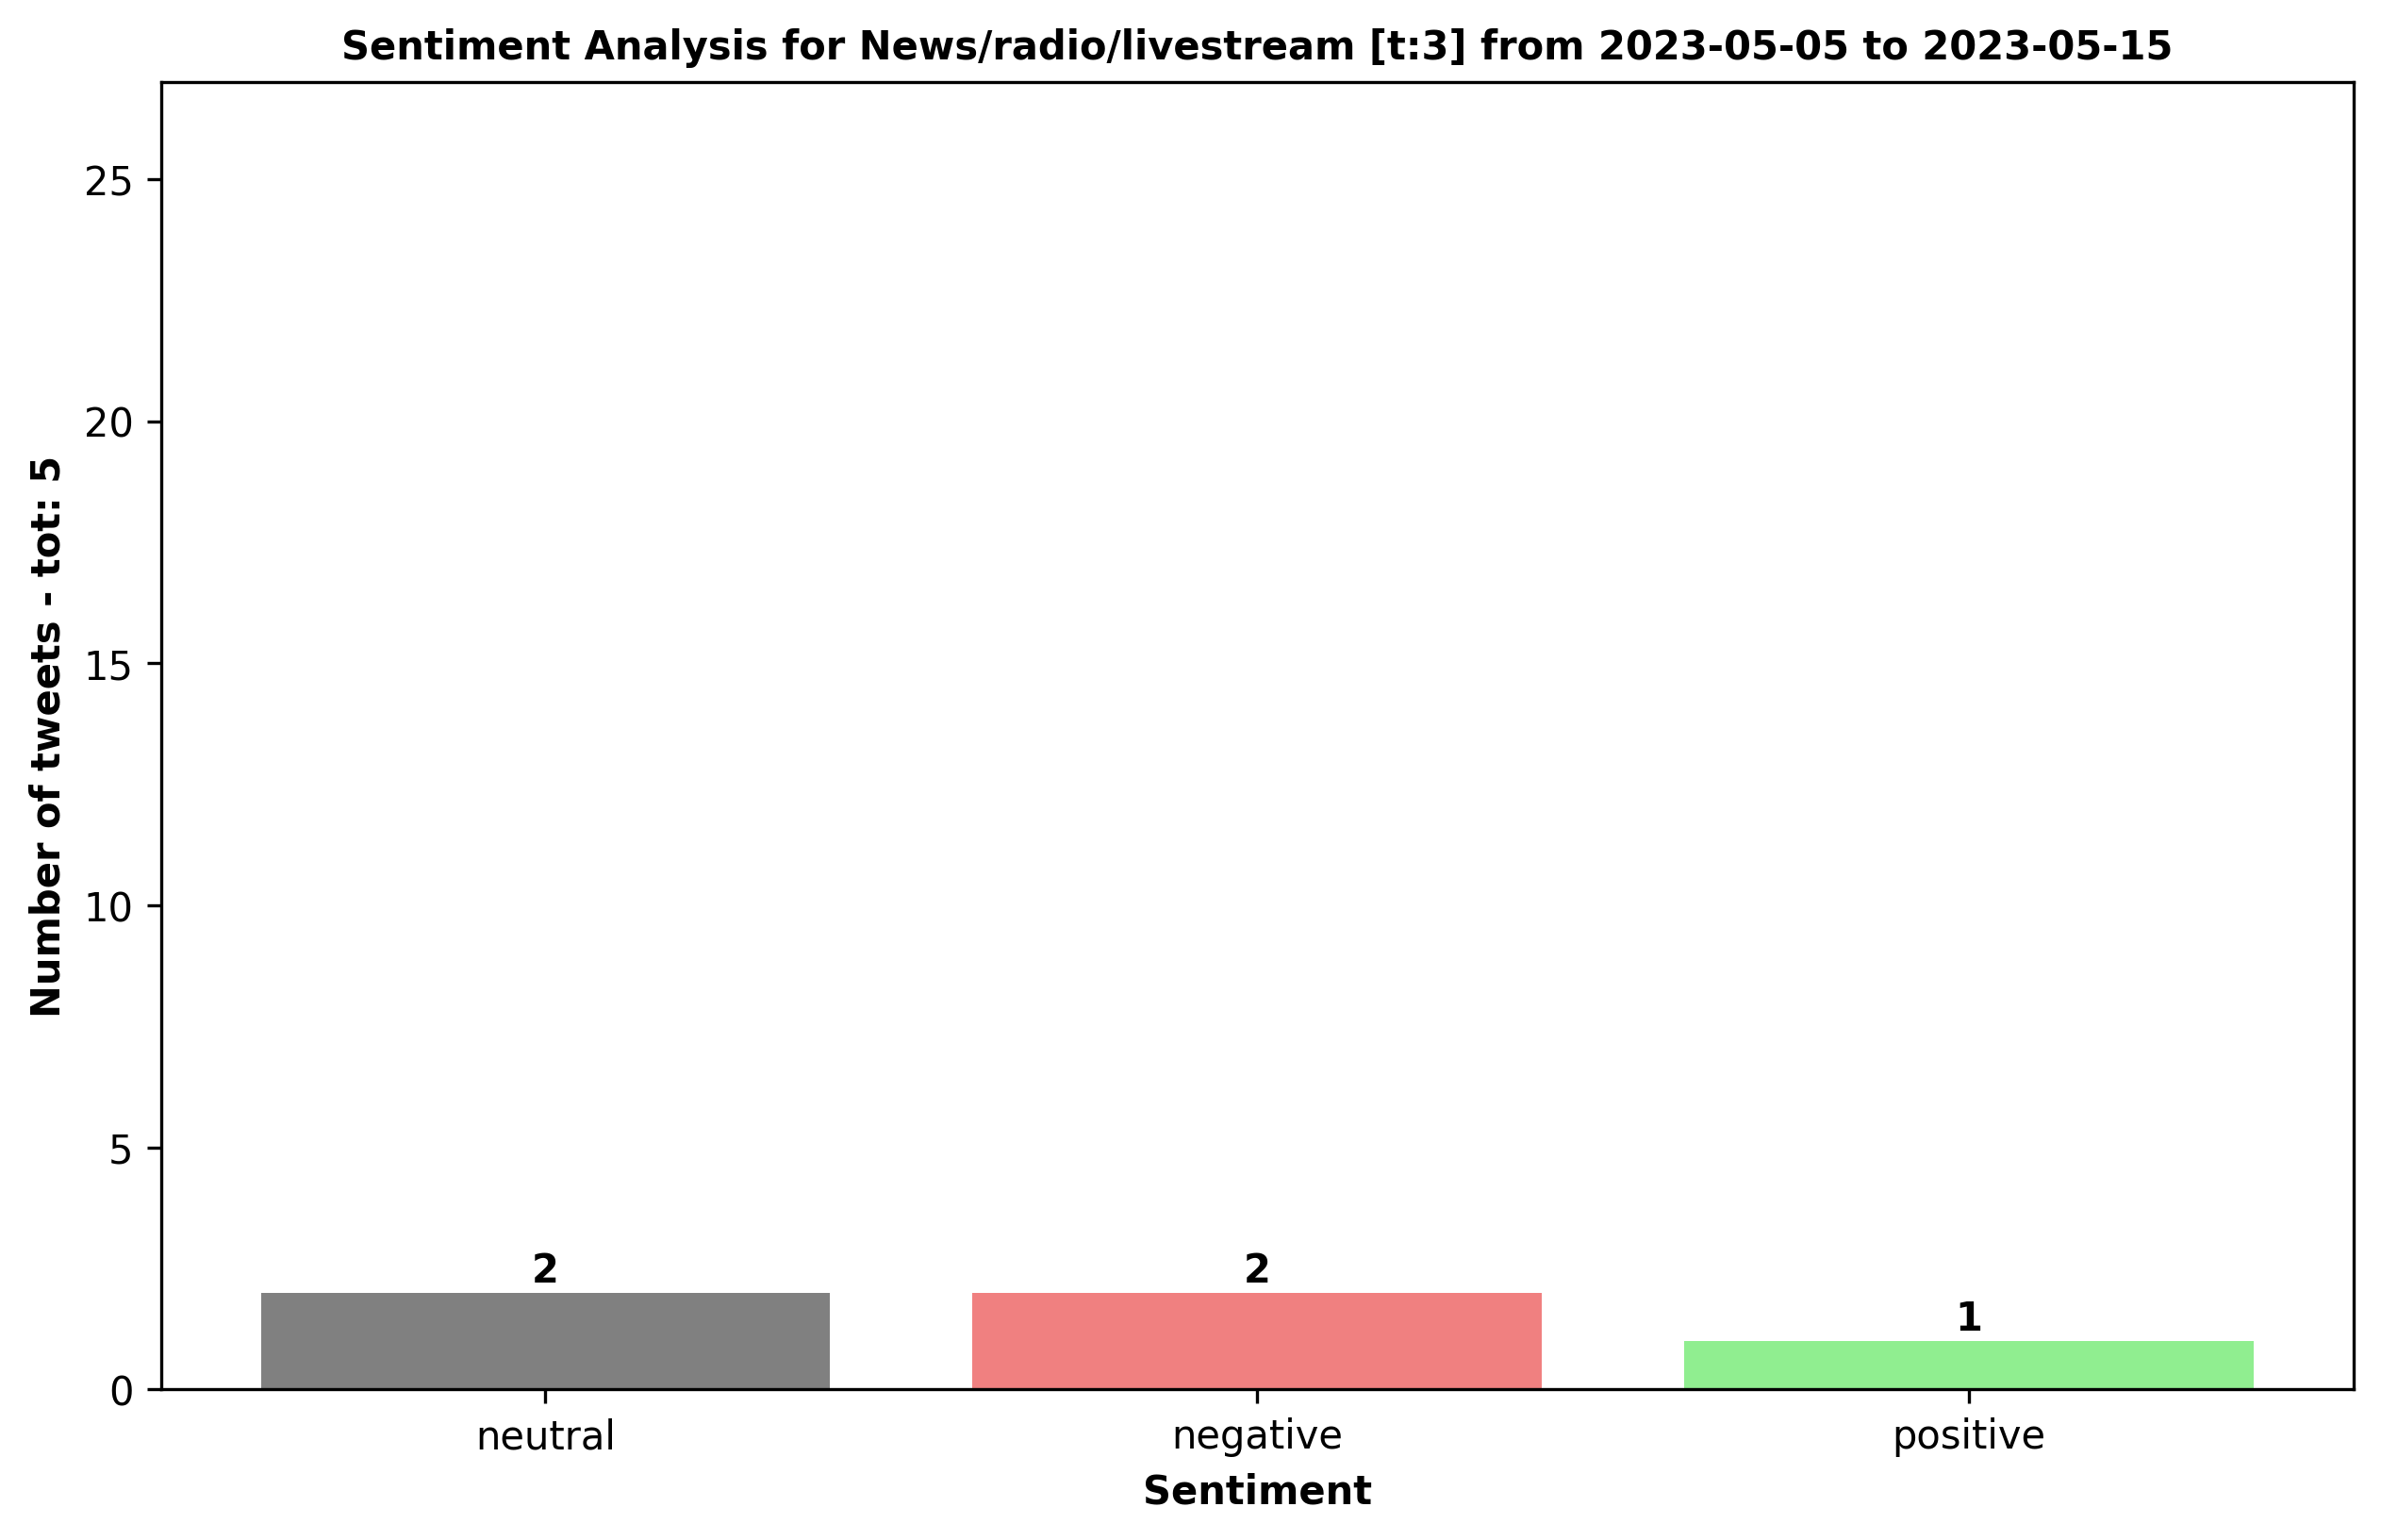 Sentiment Analysis for News/radio/livestream [t:3] from 2023-05-05 to 2023-05-15
Number of tweets - tot: 5
25
20
15
10
5
0
2
2
1
neutral
negative
positive
Sentiment